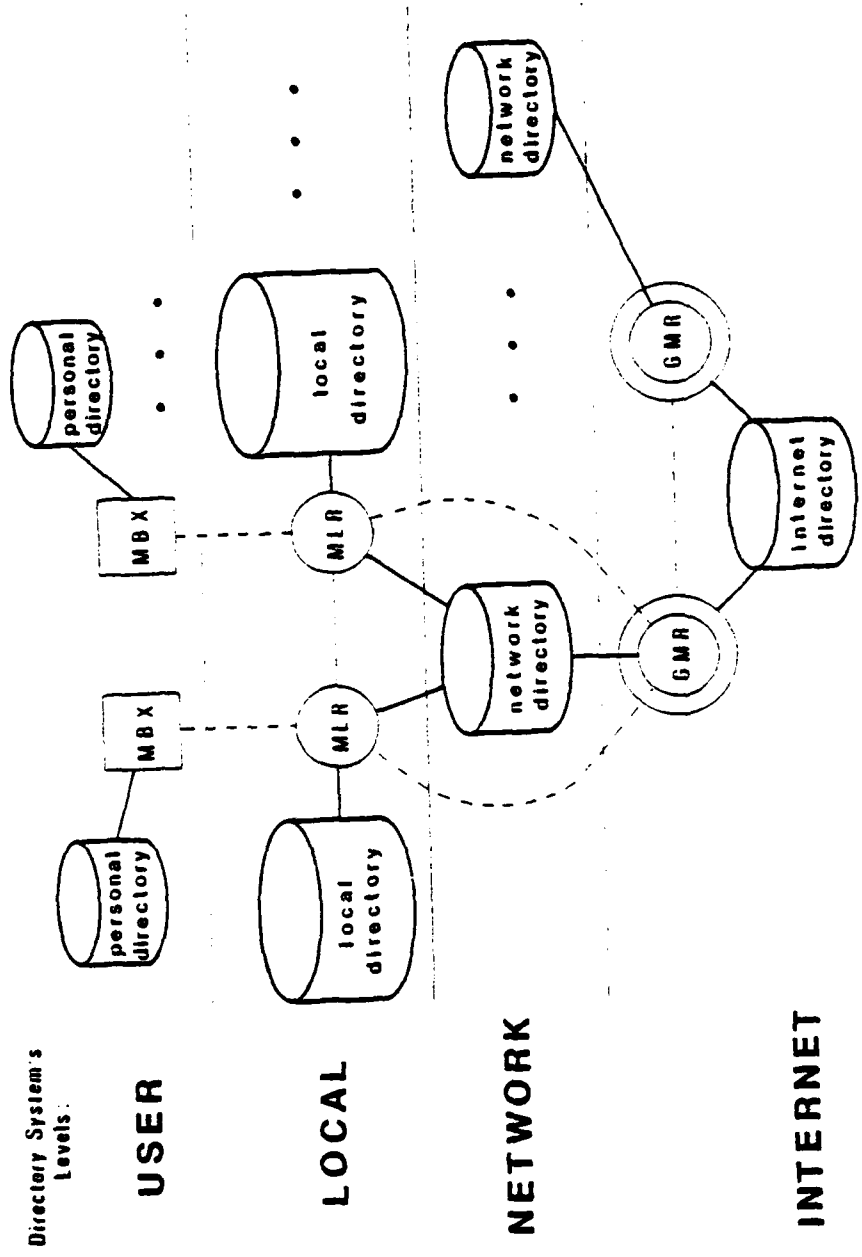 Directory System's
Levels:
USER
personal
directory
MBX
MBX
personal
directory
LOCAL
local
directory
MLR
MLR
local
directory
NETWORK
network
directory
network
directory
INTERNET
GMR
GMR
Internet
directory